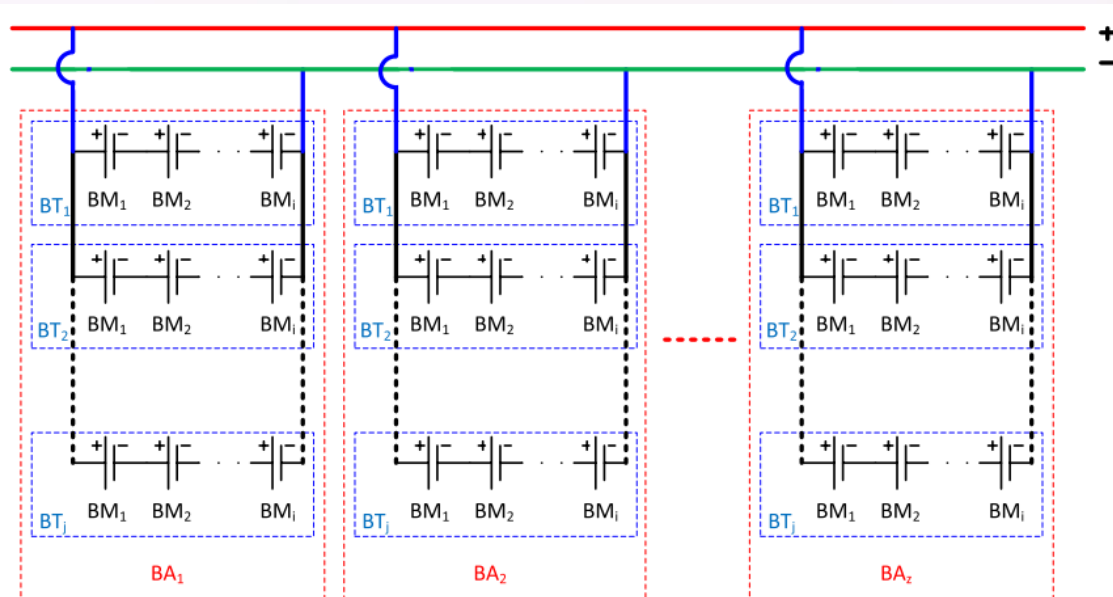 +
−
+ − + − · · + − + − + − · · + − + − + − · · + −
BM₁ BM₂ BMᵢ BM₁ BM₂ BMᵢ BM₁ BM₂ BMᵢ
BT₁ BT₁ BT₁
+ − + − · · + − + − + − · · + − + − + − · · + −
BM₁ BM₂ BMᵢ BM₁ BM₂ BMᵢ BM₁ BM₂ BMᵢ
BT₂ BT₂ BT₂
+ − + − · · + − + − + − · · + − + − + − · · + −
BM₁ BM₂ BMᵢ BM₁ BM₂ BMᵢ BM₁ BM₂ BMᵢ
BTⱼ BTⱼ BTⱼ
BA₁ BA₂ BA_z